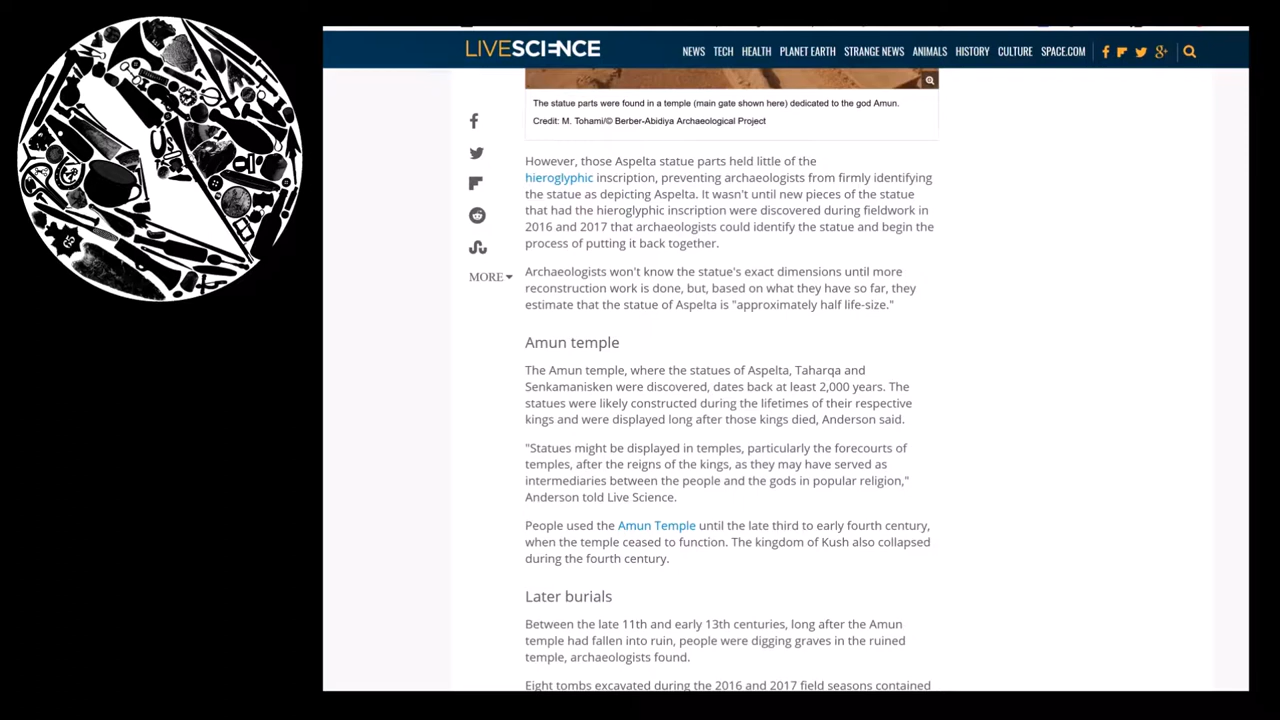 LIVESCIENCE
NEWS TECH HEALTH PLANET EARTH STRANGE NEWS ANIMALS HISTORY CULTURE SPACE.COM
The statue parts were found in a temple (main gate shown here) dedicated to the god Amun.
Credit: M. Tohami/© Berber-Abidiya Archaeological Project
However, those Aspelta statue parts held little of the
hieroglyphic inscription, preventing archaeologists from firmly identifying
the statue as depicting Aspelta. It wasn't until new pieces of the statue
that had the hieroglyphic inscription were discovered during fieldwork in
2016 and 2017 that archaeologists could identify the statue and begin the
process of putting it back together.
MORE
Archaeologists won't know the statue's exact dimensions until more
reconstruction work is done, but, based on what they have so far, they
estimate that the statue of Aspelta is "approximately half life-size."
Amun temple
The Amun temple, where the statues of Aspelta, Taharqa and
Senkamanisken were discovered, dates back at least 2,000 years. The
statues were likely constructed during the lifetimes of their respective
kings and were displayed long after those kings died, Anderson said.
"Statues might be displayed in temples, particularly the forecourts of
temples, after the reigns of the kings, as they may have served as
intermediaries between the people and the gods in popular religion,"
Anderson told Live Science.
People used the Amun Temple until the late third to early fourth century,
when the temple ceased to function. The kingdom of Kush also collapsed
during the fourth century.
Later burials
Between the late 11th and early 13th centuries, long after the Amun
temple had fallen into ruin, people were digging graves in the ruined
temple, archaeologists found.
Eight tombs excavated during the 2016 and 2017 field seasons contained